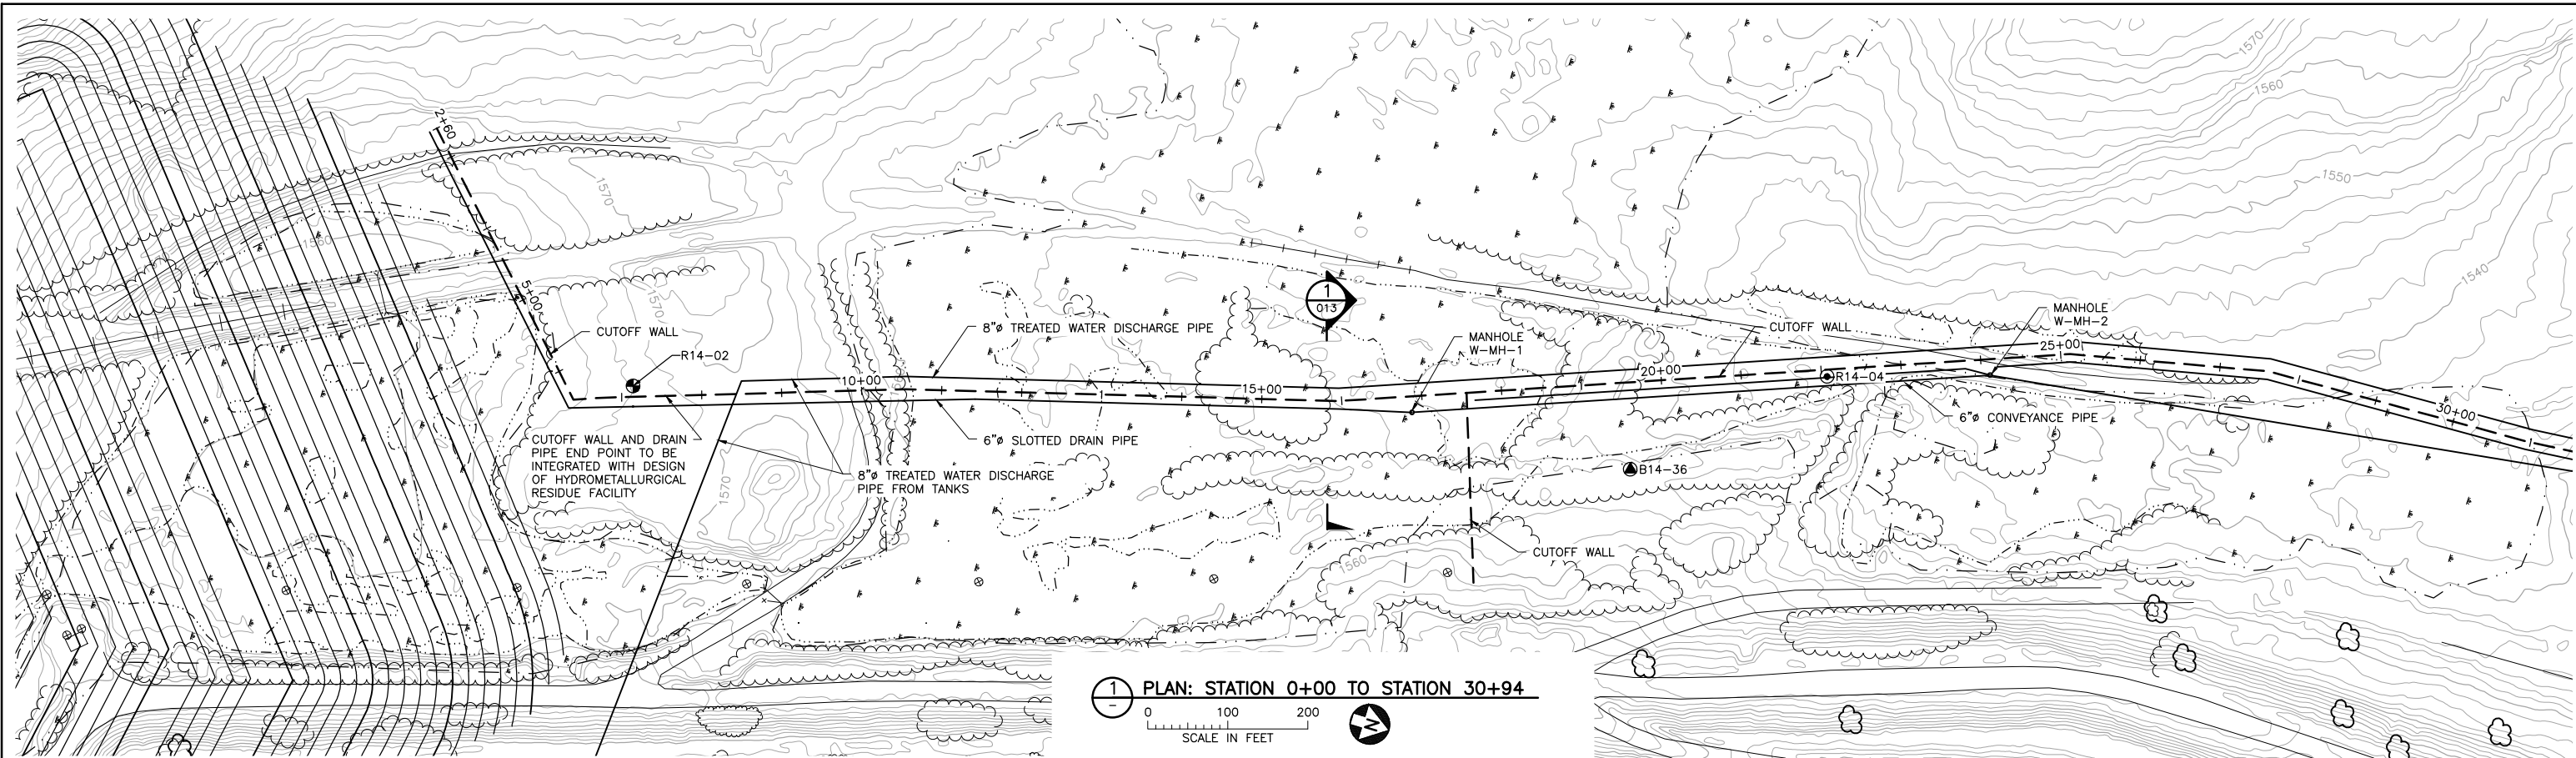 1570
1560
1550
1540
2+60
1570
1560
5+00
1570
CUTOFF WALL
R14-02
8"ø TREATED WATER DISCHARGE PIPE
1
013
MANHOLE
W-MH-1
CUTOFF WALL
MANHOLE
W-MH-2
10+00
15+00
20+00
25+00
30+00
R14-04
6"ø CONVEYANCE PIPE
CUTOFF WALL AND DRAIN
PIPE END POINT TO BE
INTEGRATED WITH DESIGN
OF HYDROMETALLURGICAL
RESIDUE FACILITY
6"ø SLOTTED DRAIN PIPE
8"ø TREATED WATER DISCHARGE
PIPE FROM TANKS
1570
B14-36
CUTOFF WALL
1560
1
-
PLAN: STATION 0+00 TO STATION 30+94
0 100 200
SCALE IN FEET
N